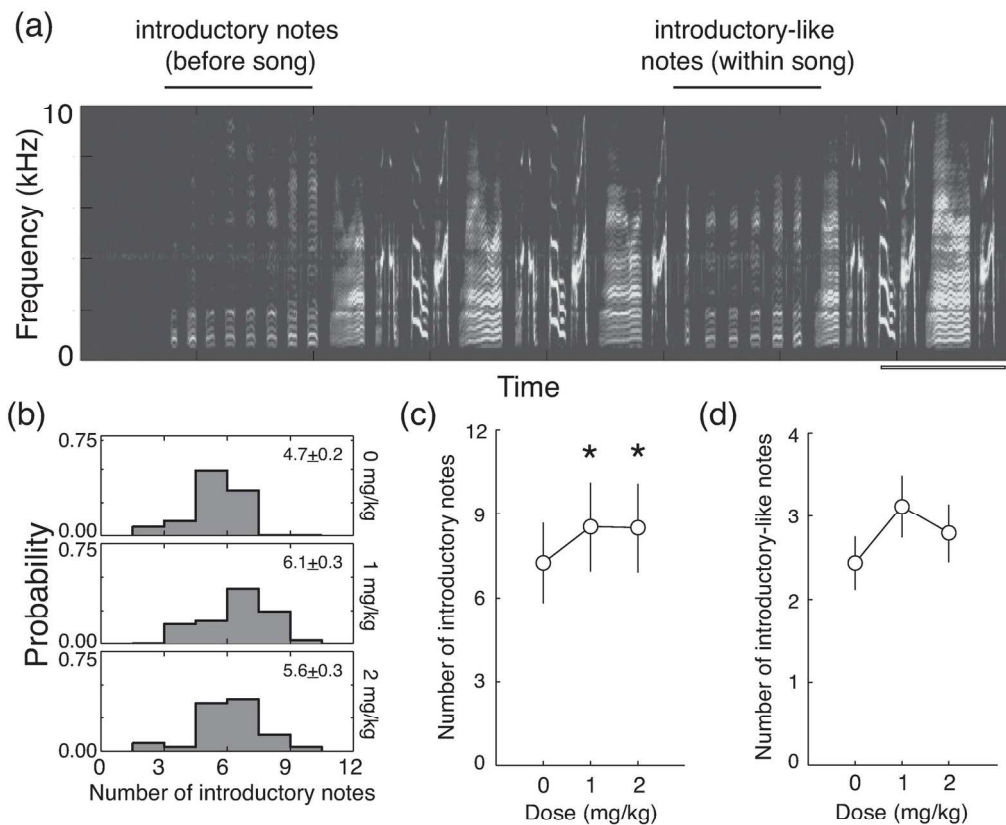 (a)
introductory notes
(before song)
introductory-like
notes (within song)
Frequency (kHz)
10
0
Time
(b)
Probability
0.75
0.00
4.7±0.2
0 mg/kg
0.75
0.00
6.1±0.3
1 mg/kg
0.75
0.00
5.6±0.3
2 mg/kg
0 3 6 9 12
Number of introductory notes
(c)
Number of introductory notes
12
9
6
3
0
* *
0 1 2
Dose (mg/kg)
(d)
Number of introductory-like notes
4
3
2
1
0
0 1 2
Dose (mg/kg)